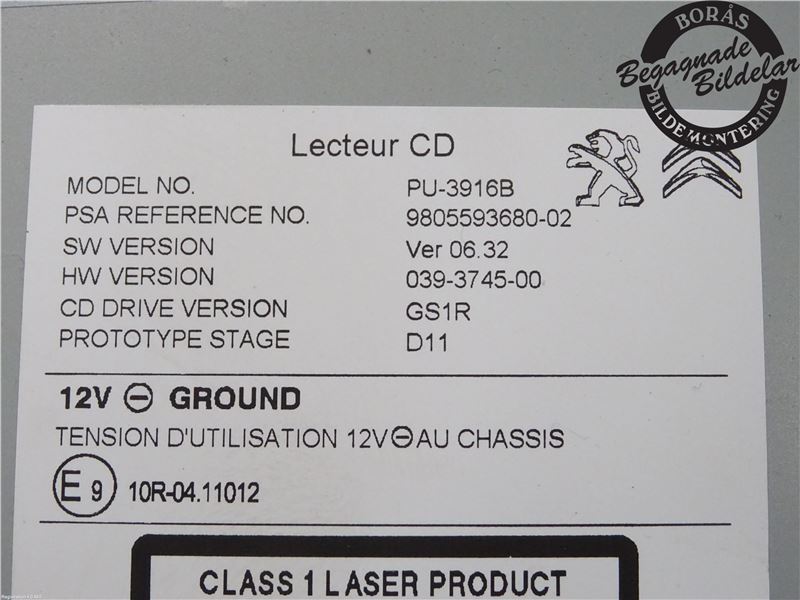 BORÅS
Begagnade
Bildelar
BILDEMONTERING
Lecteur CD
MODEL NO. PU-3916B
PSA REFERENCE NO. 9805593680-02
SW VERSION Ver 06.32
HW VERSION 039-3745-00
CD DRIVE VERSION GS1R
PROTOTYPE STAGE D11
12V ⊖ GROUND
TENSION D'UTILISATION 12V⊖AU CHASSIS
E 9 10R-04.11012
CLASS 1 LASER PRODUCT